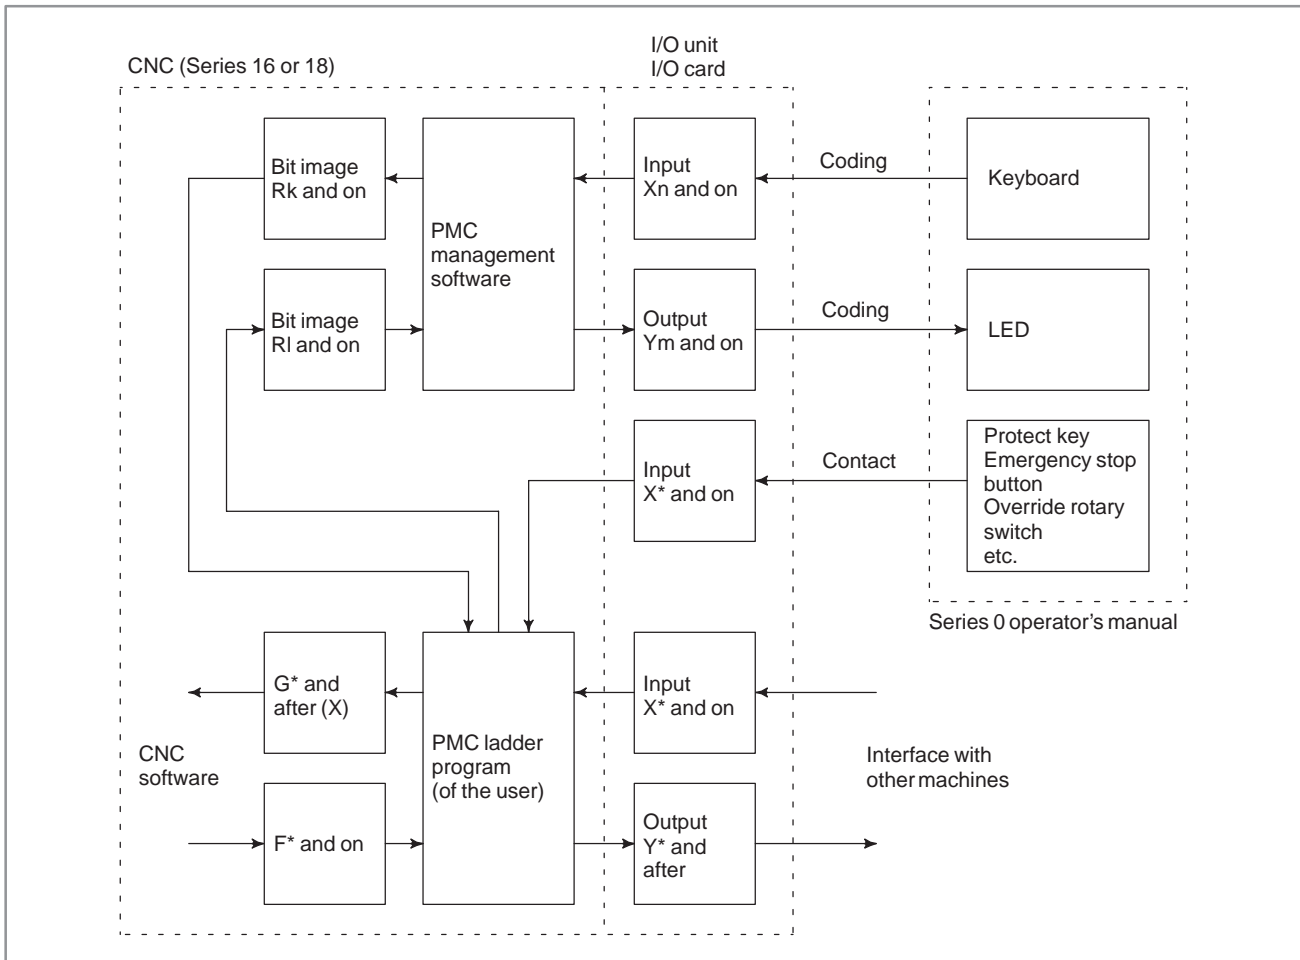 I/O unit
I/O card
CNC (Series 16 or 18)
Bit image
Rk and on
PMC
management
software
Input
Xn and on
Coding
Keyboard
Bit image
Rl and on
Output
Ym and on
Coding
LED
Input
X* and on
Contact
Protect key
Emergency stop
button
Override rotary
switch
etc.
Series 0 operator's manual
G* and
after (X)
CNC
software
F* and on
PMC ladder
program
(of the user)
Input
X* and on
Output
Y* and
after
Interface with
other machines